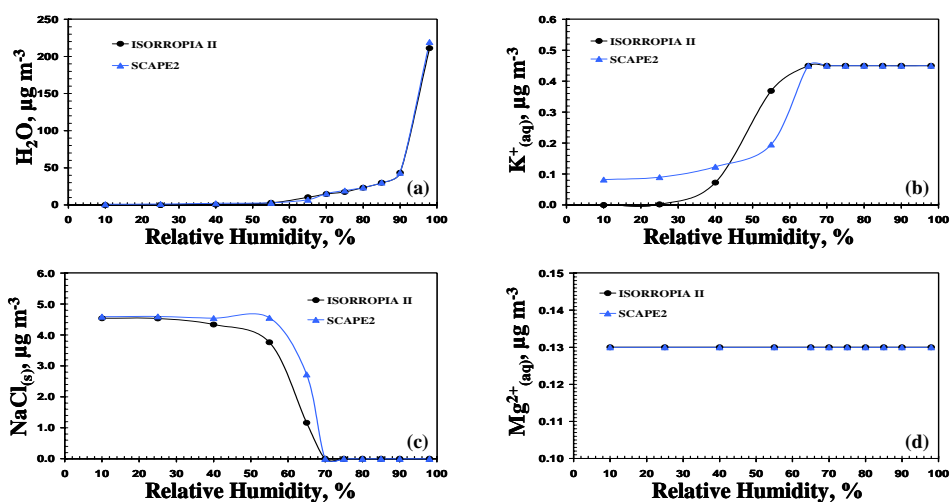 250
200
150
100
50
0
H₂O, µg m⁻³
ISORROPIA II
SCAPE2
(a)
0 10 20 30 40 50 60 70 80 90 100
Relative Humidity, %
0.6
0.5
0.4
0.3
0.2
0.1
0.0
K⁺(aq), µg m⁻³
ISORROPIA II
SCAPE2
(b)
0 10 20 30 40 50 60 70 80 90 100
Relative Humidity, %
6.0
5.0
4.0
3.0
2.0
1.0
0.0
NaCl(s), µg m⁻³
ISORROPIA II
SCAPE2
(c)
0 10 20 30 40 50 60 70 80 90 100
Relative Humidity, %
0.15
0.14
0.13
0.12
0.11
0.10
Mg²⁺(aq), µg m⁻³
ISORROPIA II
SCAPE2
(d)
0 10 20 30 40 50 60 70 80 90 100
Relative Humidity, %